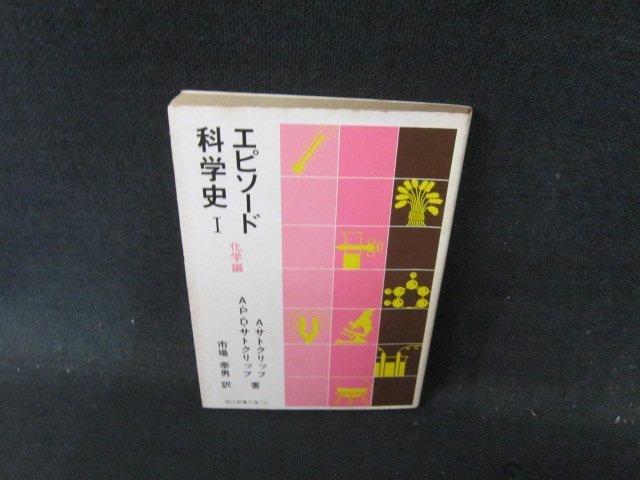 エピソード
科学史 I
化学編
A・サトクリッフ
A・P・D・サトクリッフ
著
市場 泰男 訳